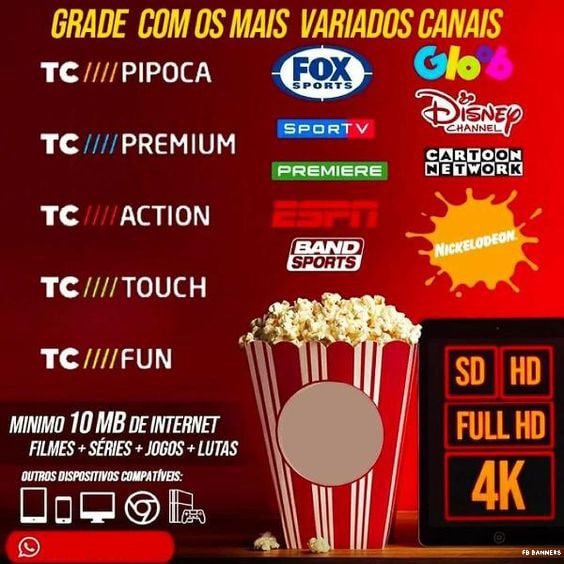 GRADE COM OS MAIS VARIADOS CANAIS
TC //// PIPOCA
TC //// PREMIUM
TC //// ACTION
TC //// TOUCH
TC //// FUN
FOX
SPORTS
SPORTV
PREMIERE
ESPN
BAND
SPORTS
Gloob
Disney
CHANNEL
CARTOON
NETWORK
NICKELODEON
MINIMO 10 MB DE INTERNET
FILMES + SÉRIES + JOGOS + LUTAS
OUTROS DISPOSITIVOS COMPATÍVEIS:
SD HD
FULL HD
4K
FB BANNERS